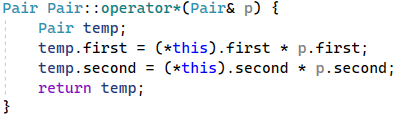 Pair Pair::operator*(Pair& p) {
    Pair temp;
    temp.first = (*this).first * p.first;
    temp.second = (*this).second * p.second;
    return temp;
}